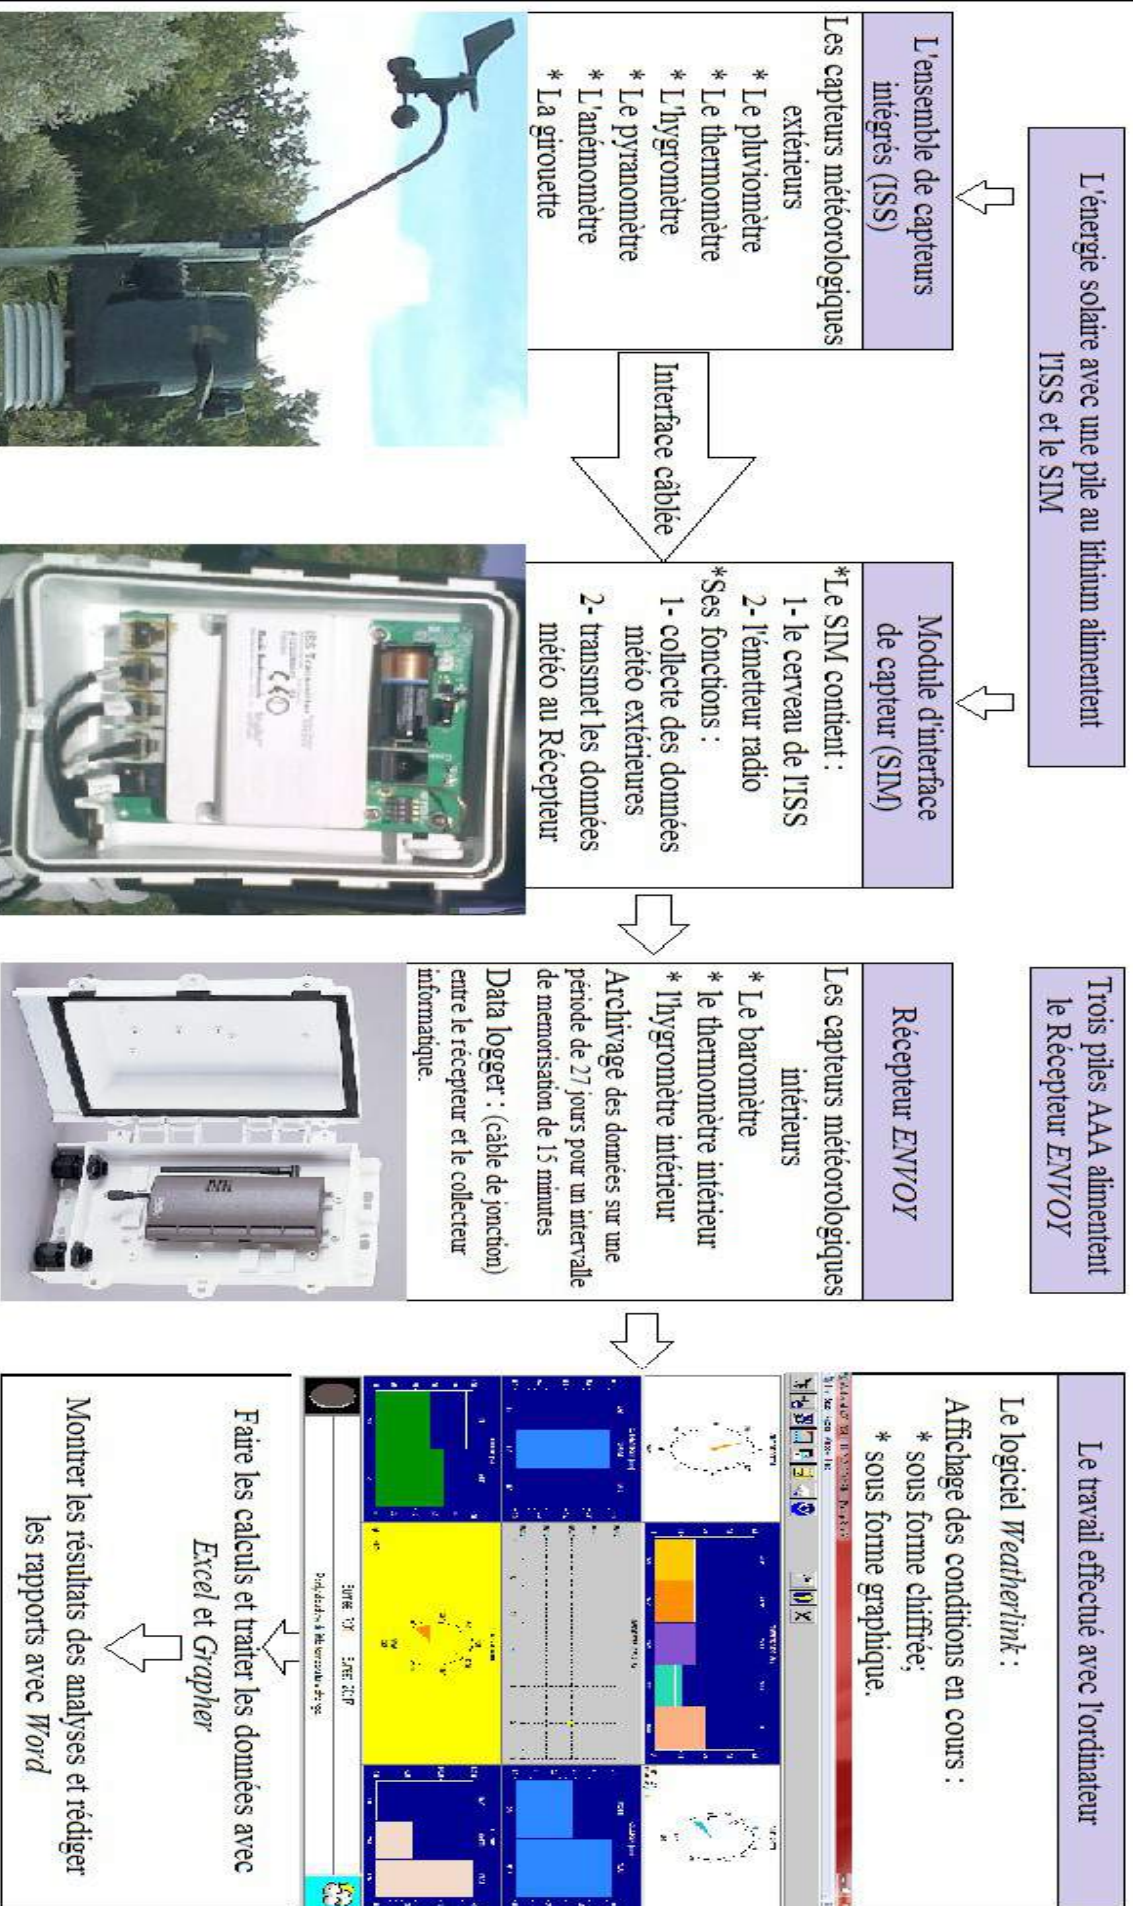 L'énergie solaire avec une pile au lithium alimentent
l'ISS et le SIM
Trois piles AAA alimentent
le Récepteur ENVOY
L'ensemble de capteurs
intégrés (ISS)
Les capteurs météorologiques
extérieurs
* Le pluviomètre
* Le thermomètre
* L'hygromètre
* Le pyranomètre
* L'anémomètre
* La girouette
Interface câblée
Module d'interface
de capteur (SIM)
*Le SIM contient :
1- le cerveau de l'ISS
2- l'émetteur radio
*Ses fonctions :
1- collecte des données
météo extérieures
2- transmet les données
météo au Récepteur
ISS Transmitter
CE
Récepteur ENVOY
Les capteurs météorologiques
intérieurs
* Le baromètre
* le thermomètre intérieur
* l'hygromètre intérieur
Archivage des données sur une
période de 27 jours pour un intervalle
de memorisation de 15 minutes
Data logger : (câble de jonction)
entre le récepteur et le collecteur
informatique.
Le travail effectué avec l'ordinateur
Le logiciel Weatherlink :
Affichage des conditions en cours :
* sous forme chiffrée;
* sous forme graphique.
Faire les calculs et traiter les données avec
Excel et Grapher
Montrer les résultats des analyses et rédiger
les rapports avec Word